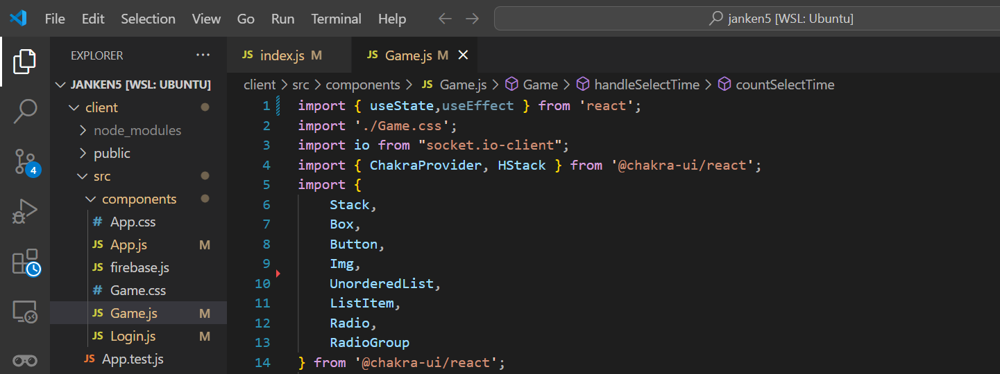 File Edit Selection View Go Run Terminal Help janken5 [WSL: Ubuntu]
EXPLORER ···
JANKEN5 [WSL: UBUNTU]
client
node_modules
public
src
components
# App.css
JS App.js M
JS firebase.js
# Game.css
JS Game.js M
JS Login.js M
JS App.test.js
4
JS index.js M
JS Game.js M
client > src > components > JS Game.js > Game > handleSelectTime > countSelectTime
1 import { useState,useEffect } from 'react';
2 import './Game.css';
3 import io from "socket.io-client";
4 import { ChakraProvider, HStack } from '@chakra-ui/react';
5 import {
6 Stack,
7 Box,
8 Button,
9 Img,
10 UnorderedList,
11 ListItem,
12 Radio,
13 RadioGroup
14 } from '@chakra-ui/react';